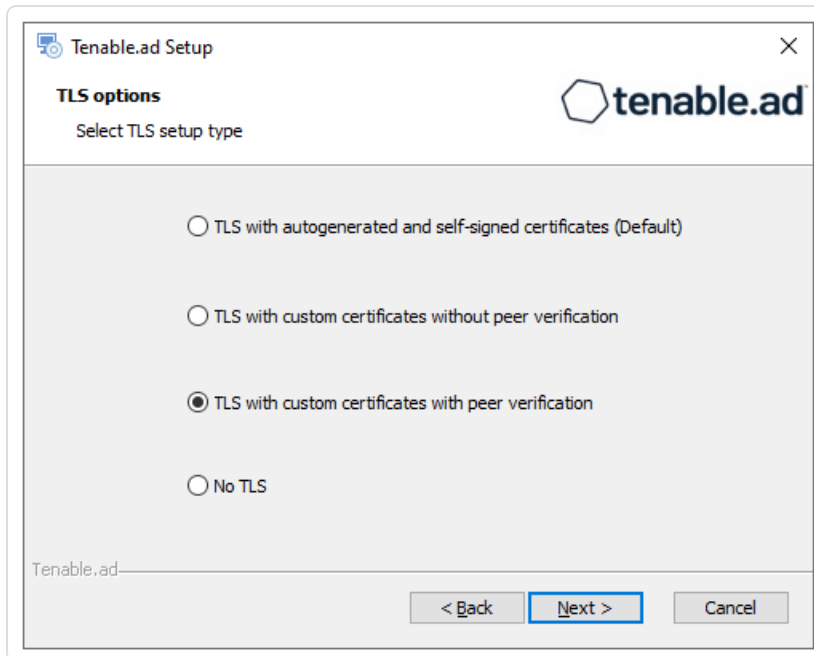 Tenable.ad Setup
TLS options
tenable.ad
Select TLS setup type
TLS with autogenerated and self-signed certificates (Default)
TLS with custom certificates without peer verification
TLS with custom certificates with peer verification
No TLS
Tenable.ad
< Back Next > Cancel